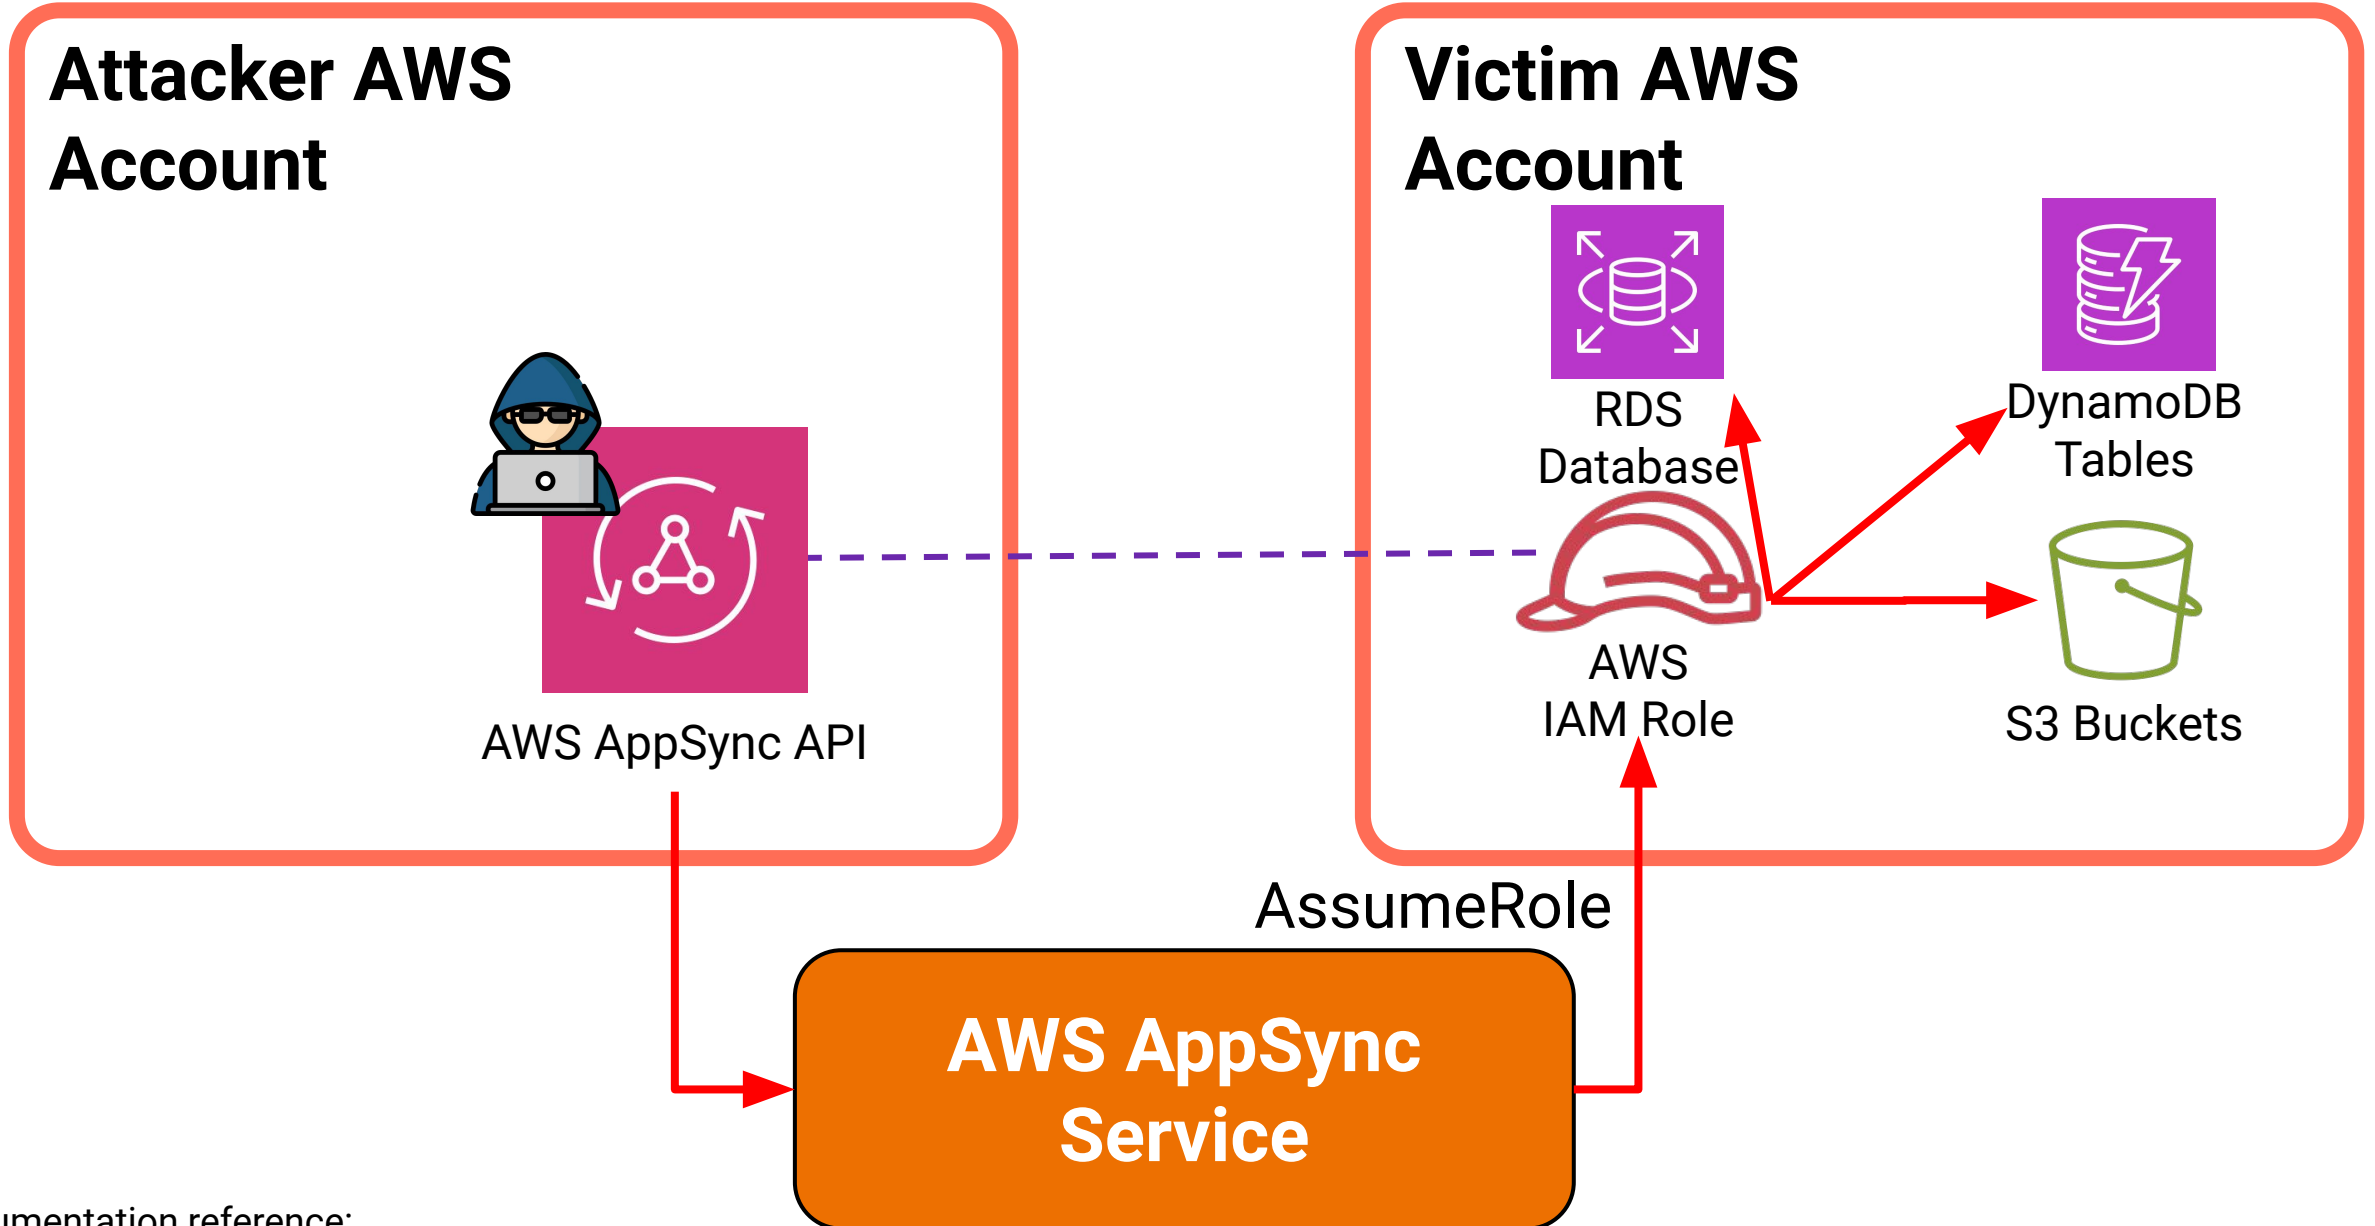 Attacker AWS
Account
Victim AWS
Account
RDS
Database
DynamoDB
Tables
AWS
IAM Role
S3 Buckets
AWS AppSync API
AssumeRole
AWS AppSync
Service
reference: